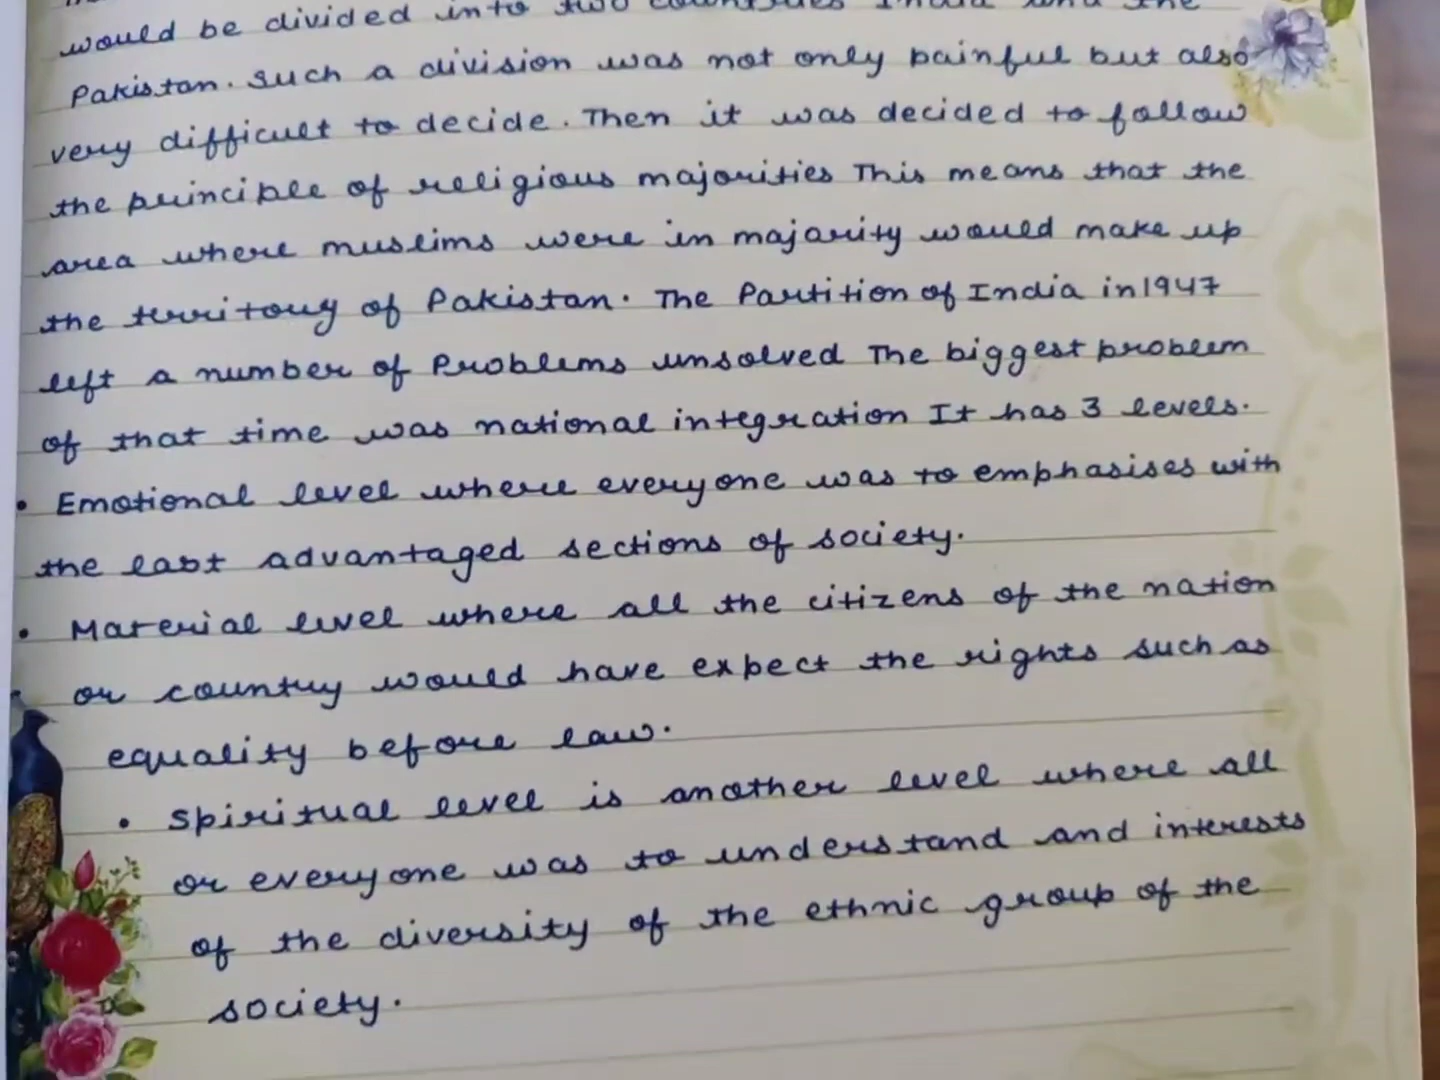 would be divided into two countries India and the
Pakistan. Such a division was not only painful but also
very difficult to decide. Then it was decided to follow
the principle of religious majorities This means that the
area where muslims were in majority would make up
the territory of Pakistan. The Partition of India in 1947
left a number of Problems unsolved The biggest problem
of that time was national integration It has 3 levels.
• Emotional level where everyone was to emphasises with
the last advantaged sections of society.
• Material level where all the citizens of the nation
or country would have expect the rights such as
equality before law.
• Spiritual level is another level where all
or everyone was to understand and interests
of the diversity of the ethnic group of the
society.